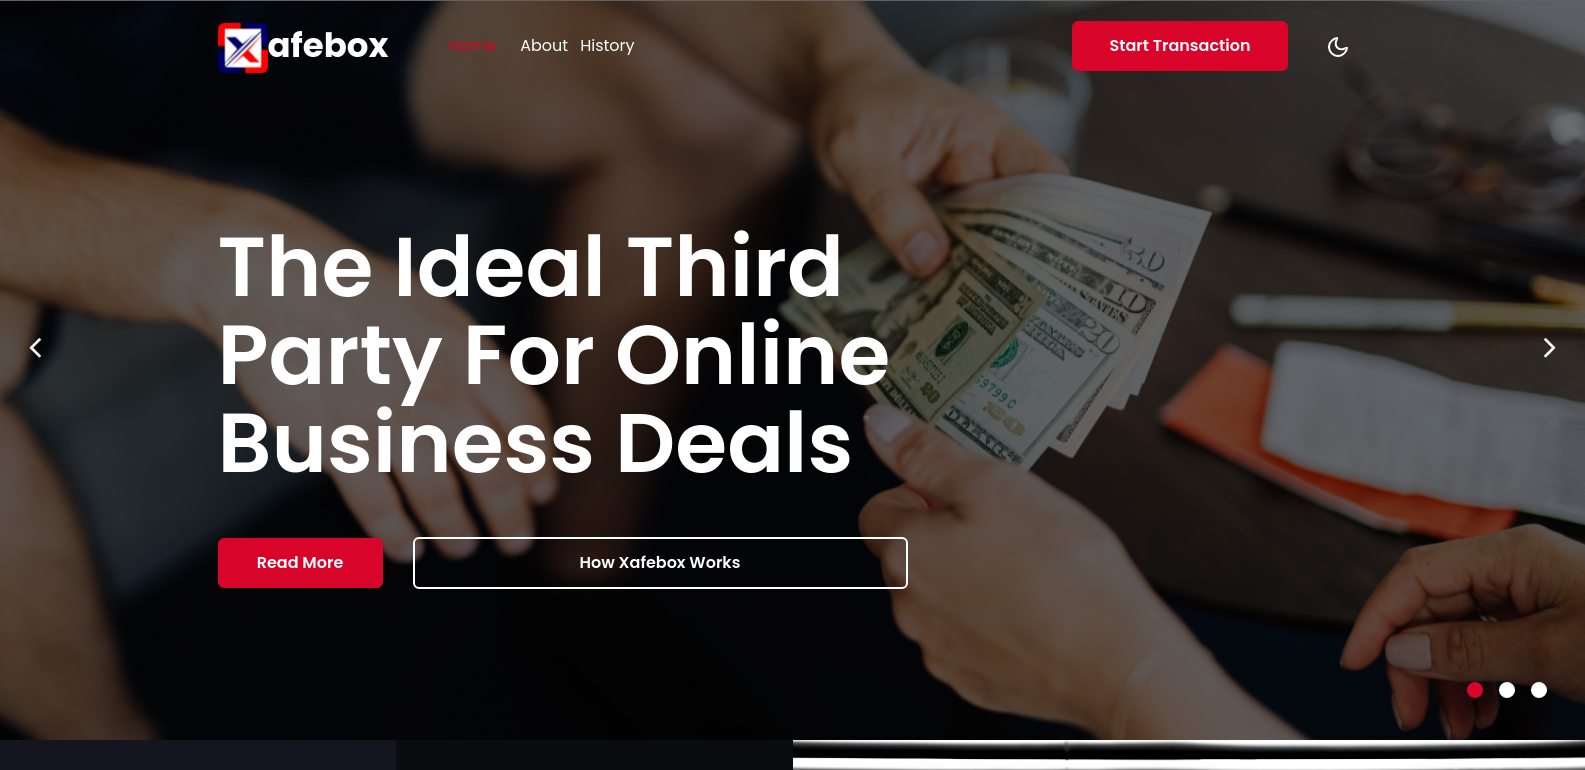 Xafebox
Home
About
History
Start Transaction
The Ideal Third
Party For Online
Business Deals
Read More
How Xafebox Works